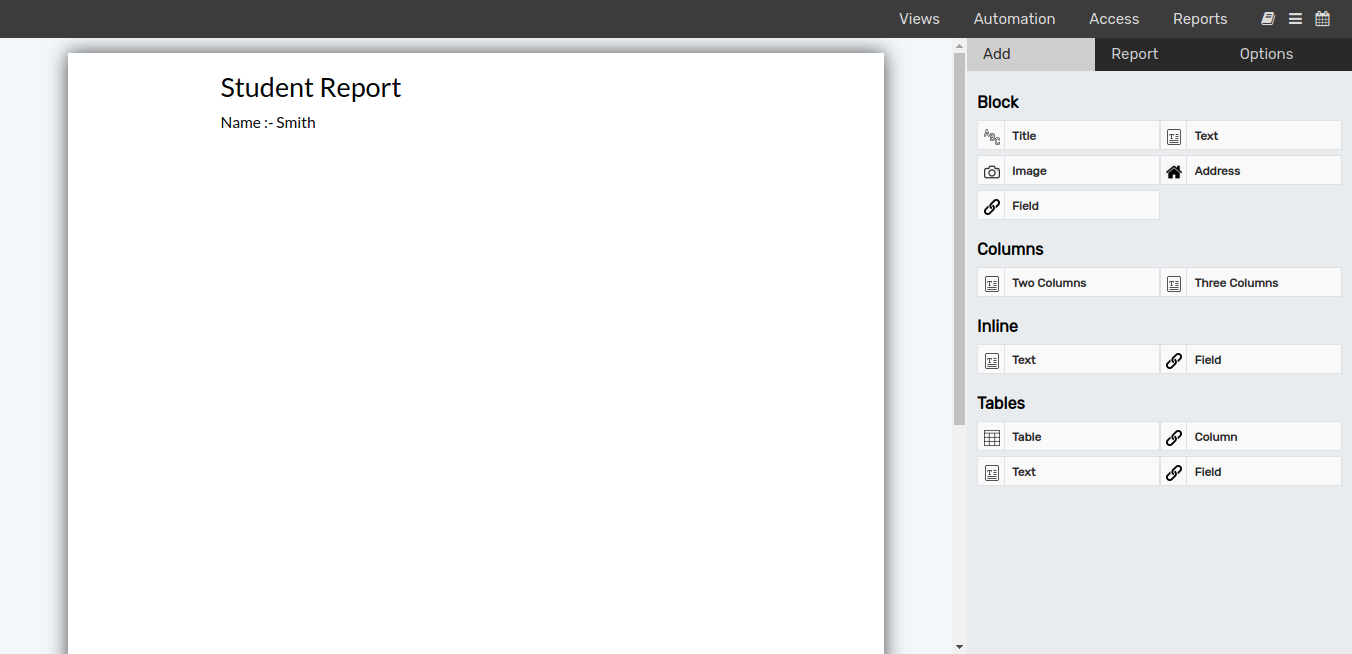 Views Automation Access Reports
Add Report Options
Student Report
Name :- Smith
Block
Title Text
Image Address
Field
Columns
Two Columns Three Columns
Inline
Text Field
Tables
Table Column
Text Field